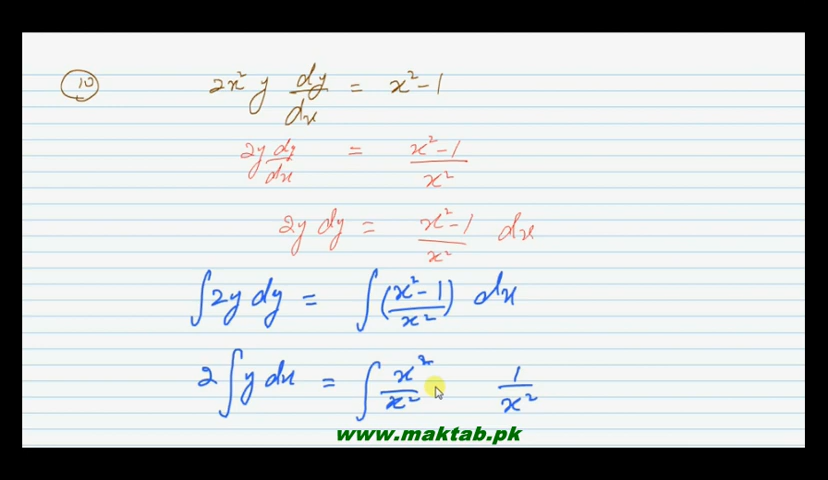 10 2x² y dy/dx = x²-1
2y dy/dx = x²-1/x²
2y dy = x²-1/x² dx
∫2y dy = ∫(x²-1/x²) dx
2∫y dx = ∫x²/x² 1/x²
www.maktab.pk